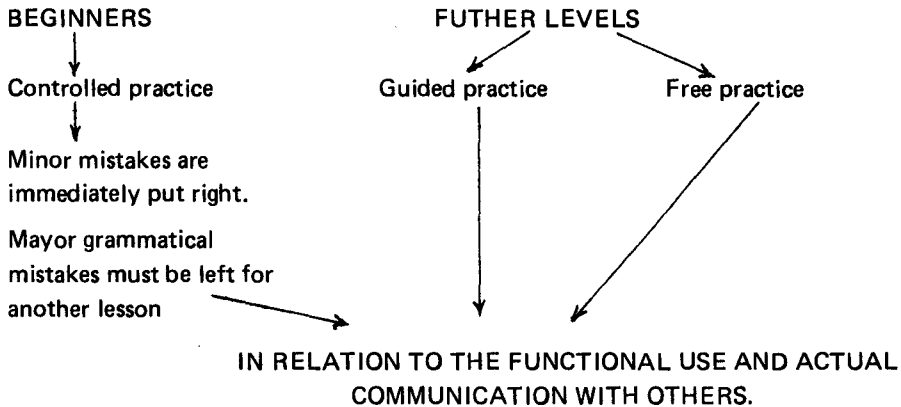 BEGINNERS
FUTHER LEVELS
Controlled practice
Guided practice
Free practice
Minor mistakes are
immediately put right.
Mayor grammatical
mistakes must be left for
another lesson
IN RELATION TO THE FUNCTIONAL USE AND ACTUAL
COMMUNICATION WITH OTHERS.